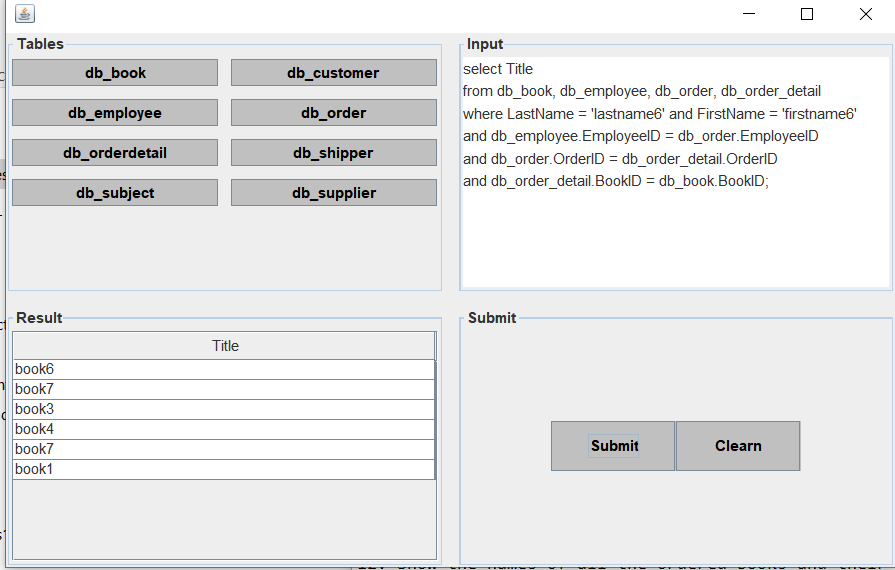 Tables
db_book
db_customer
db_employee
db_order
db_orderdetail
db_shipper
db_subject
db_supplier
Input
select Title
from db_book, db_employee, db_order, db_order_detail
where LastName = 'lastname6' and FirstName = 'firstname6'
and db_employee.EmployeeID = db_order.EmployeeID
and db_order.OrderID = db_order_detail.OrderID
and db_order_detail.BookID = db_book.BookID;
Result
Title
book6
book7
book3
book4
book7
book1
Submit
Submit
Clearn